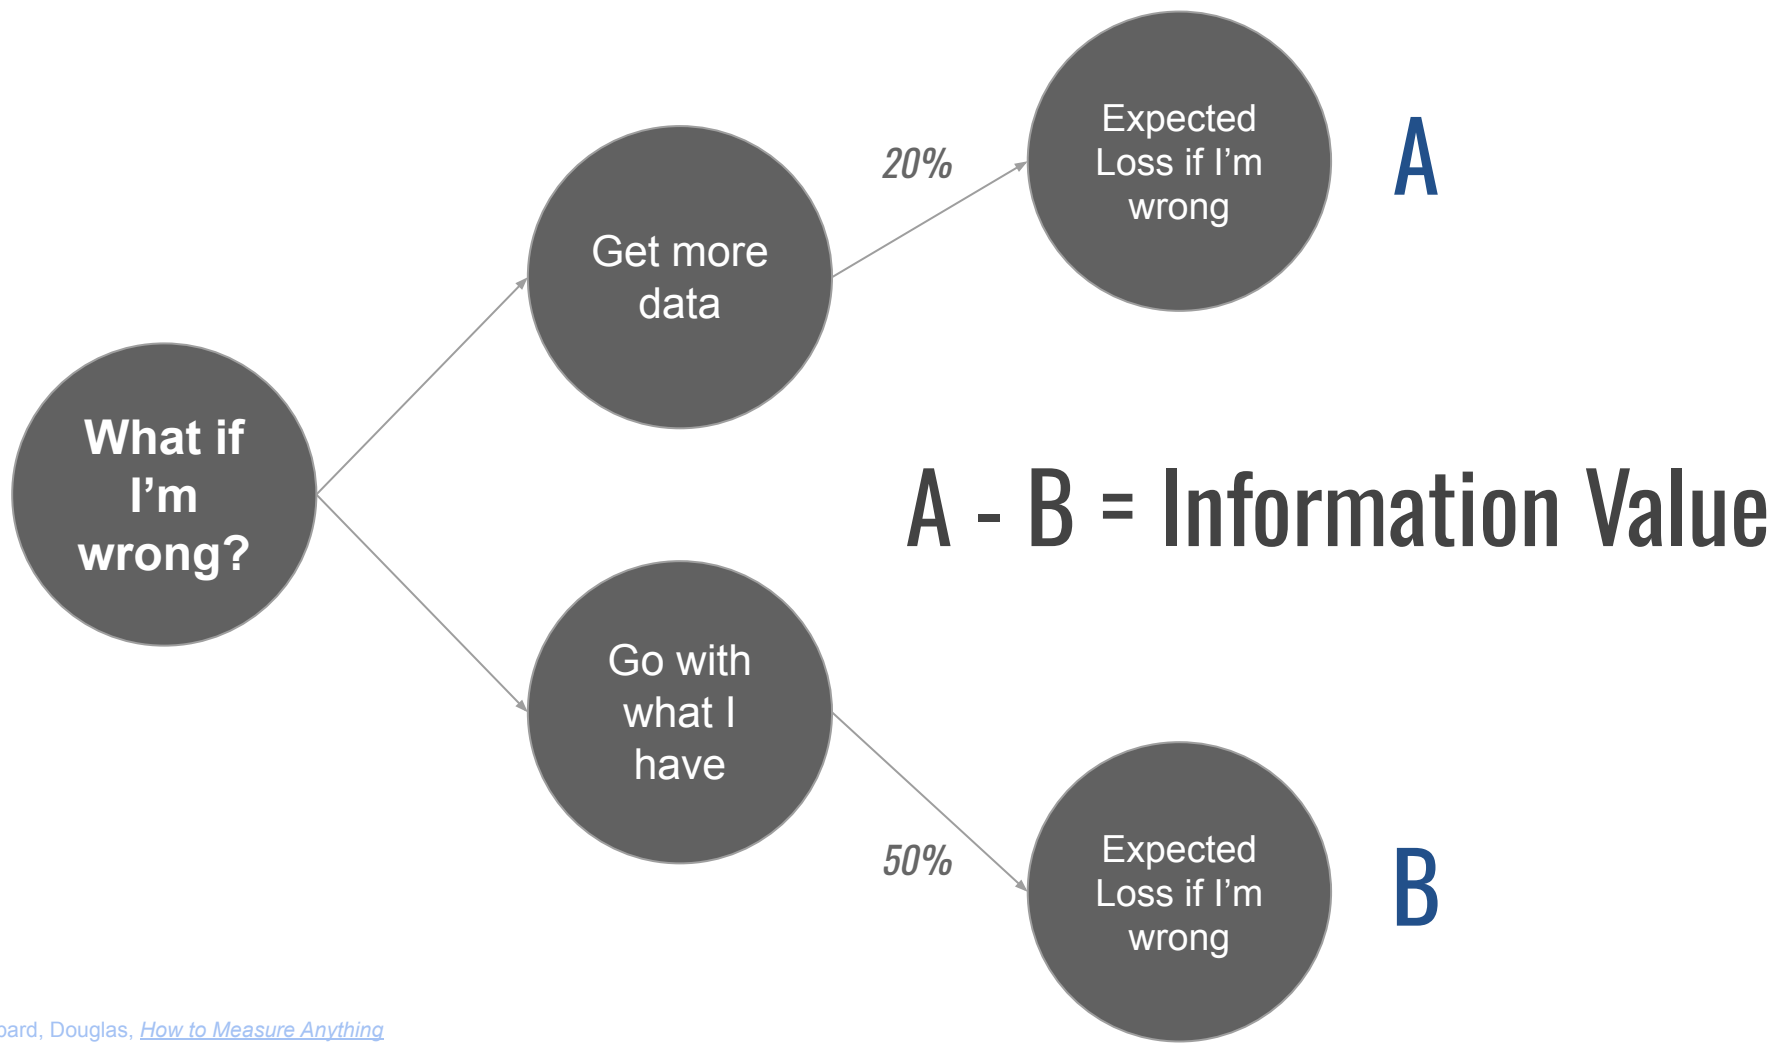 What if
I'm
wrong?
Get more
data
20%
Expected
Loss if I'm
wrong
A
A - B = Information Value
Go with
what I
have
50%
Expected
Loss if I'm
wrong
B
Douglas, How to Measure Anything